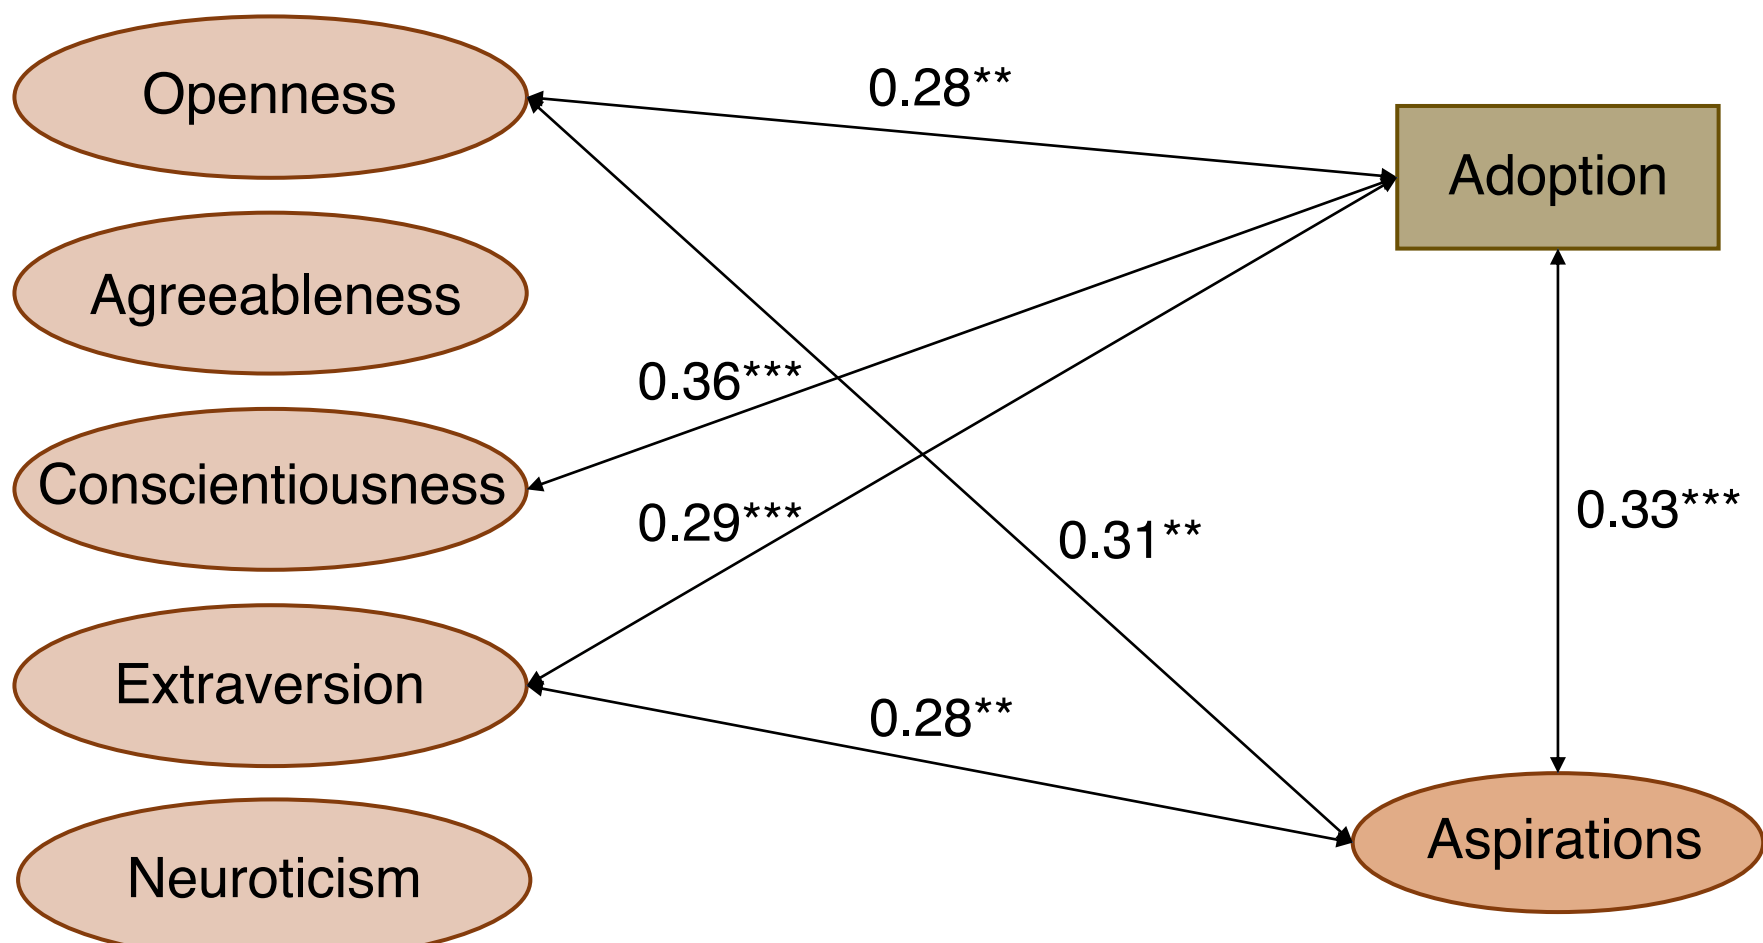 Openness
0.28**
Adoption
Agreeableness
0.36***
Conscientiousness
0.29***
0.31**
0.33***
Extraversion
0.28**
Aspirations
Neuroticism